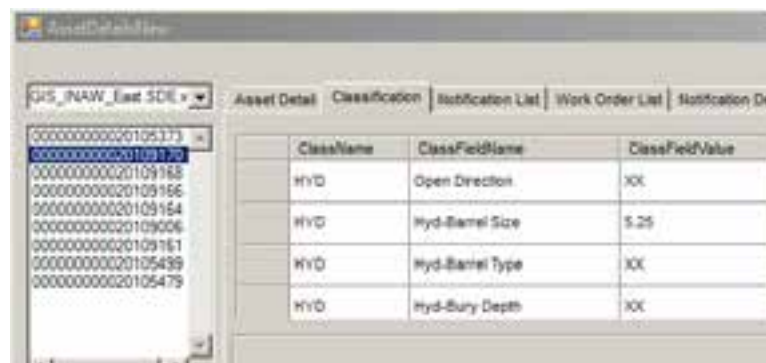 AssetDetailsView
GIS_INAW_East SDE
Asset Detail Classification Notification List Work Order List Notification De
000000000020105373
000000000020109170
000000000020109168
000000000020109166
000000000020109164
000000000020109006
000000000020109161
000000000020105499
000000000020105479
ClassName ClassFieldName ClassFieldValue
HYD Open Direction XX
HYD Hyd-Barrel Size 5.25
HYD Hyd-Barrel Type XX
HYD Hyd-Bury Depth XX